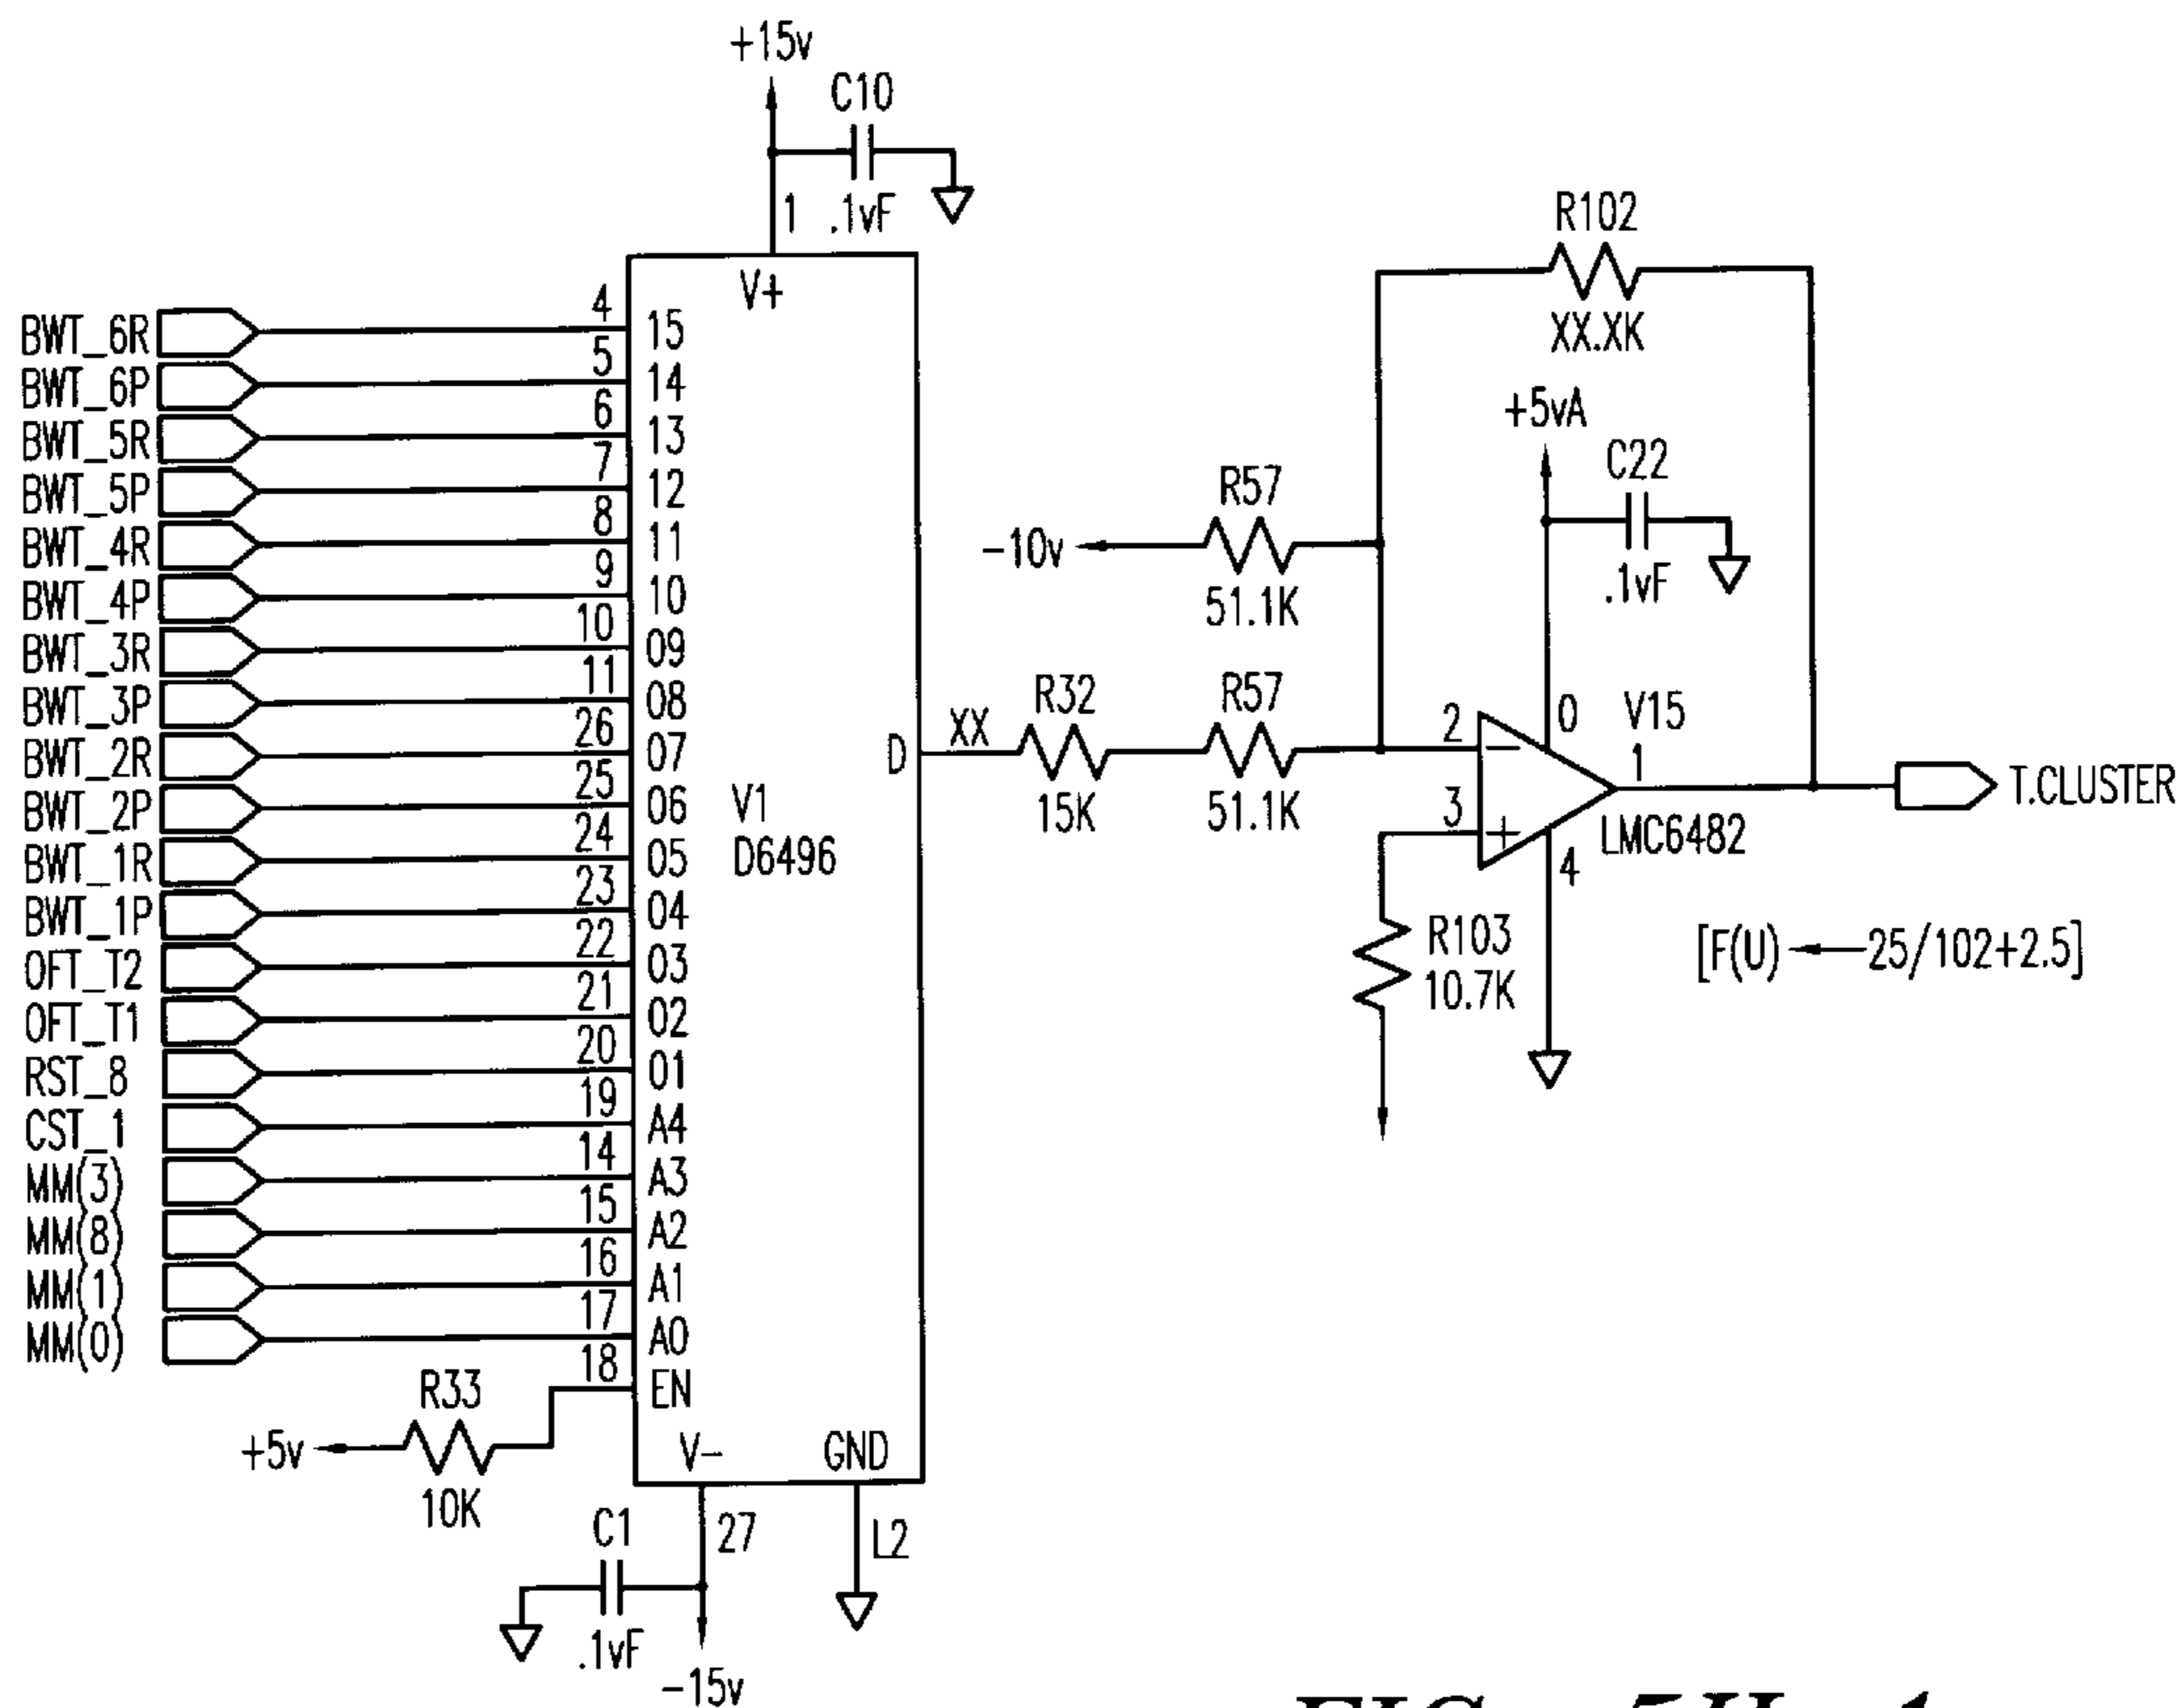 +15v
C10
1 .1vF
V+
BWT_6R 4 15
BWT_6P 5 14
BWT_5R 6 13
BWT_5P 7 12
BWT_4R 8 11
BWT_4P 9 10
BWT_3R 10 09
BWT_3P 11 08
BWT_2R 26 07
BWT_2P 25 06
BWT_1R 24 05
BWT_1P 23 04
OFT_T2 22 03
OFT_T1 21 02
RST_8 20 01
CST_1 19 A4
MM(3) 14 A3
MM(8) 15 A2
MM(1) 16 A1
MM(0) 17 A0
18 EN
R33
+5v
10K
V- GND
C1 27 L2
.1vF
-15v
V1
D6496
D XX
R32
15K
R57
51.1K
-10v
R57
51.1K
R102
XX.XK
+5vA
C22
.1vF
2 -
3 +
0
V15
1
LMC6482
4
T.CLUSTER
R103
10.7K
[F(U) 25/102+2.5]